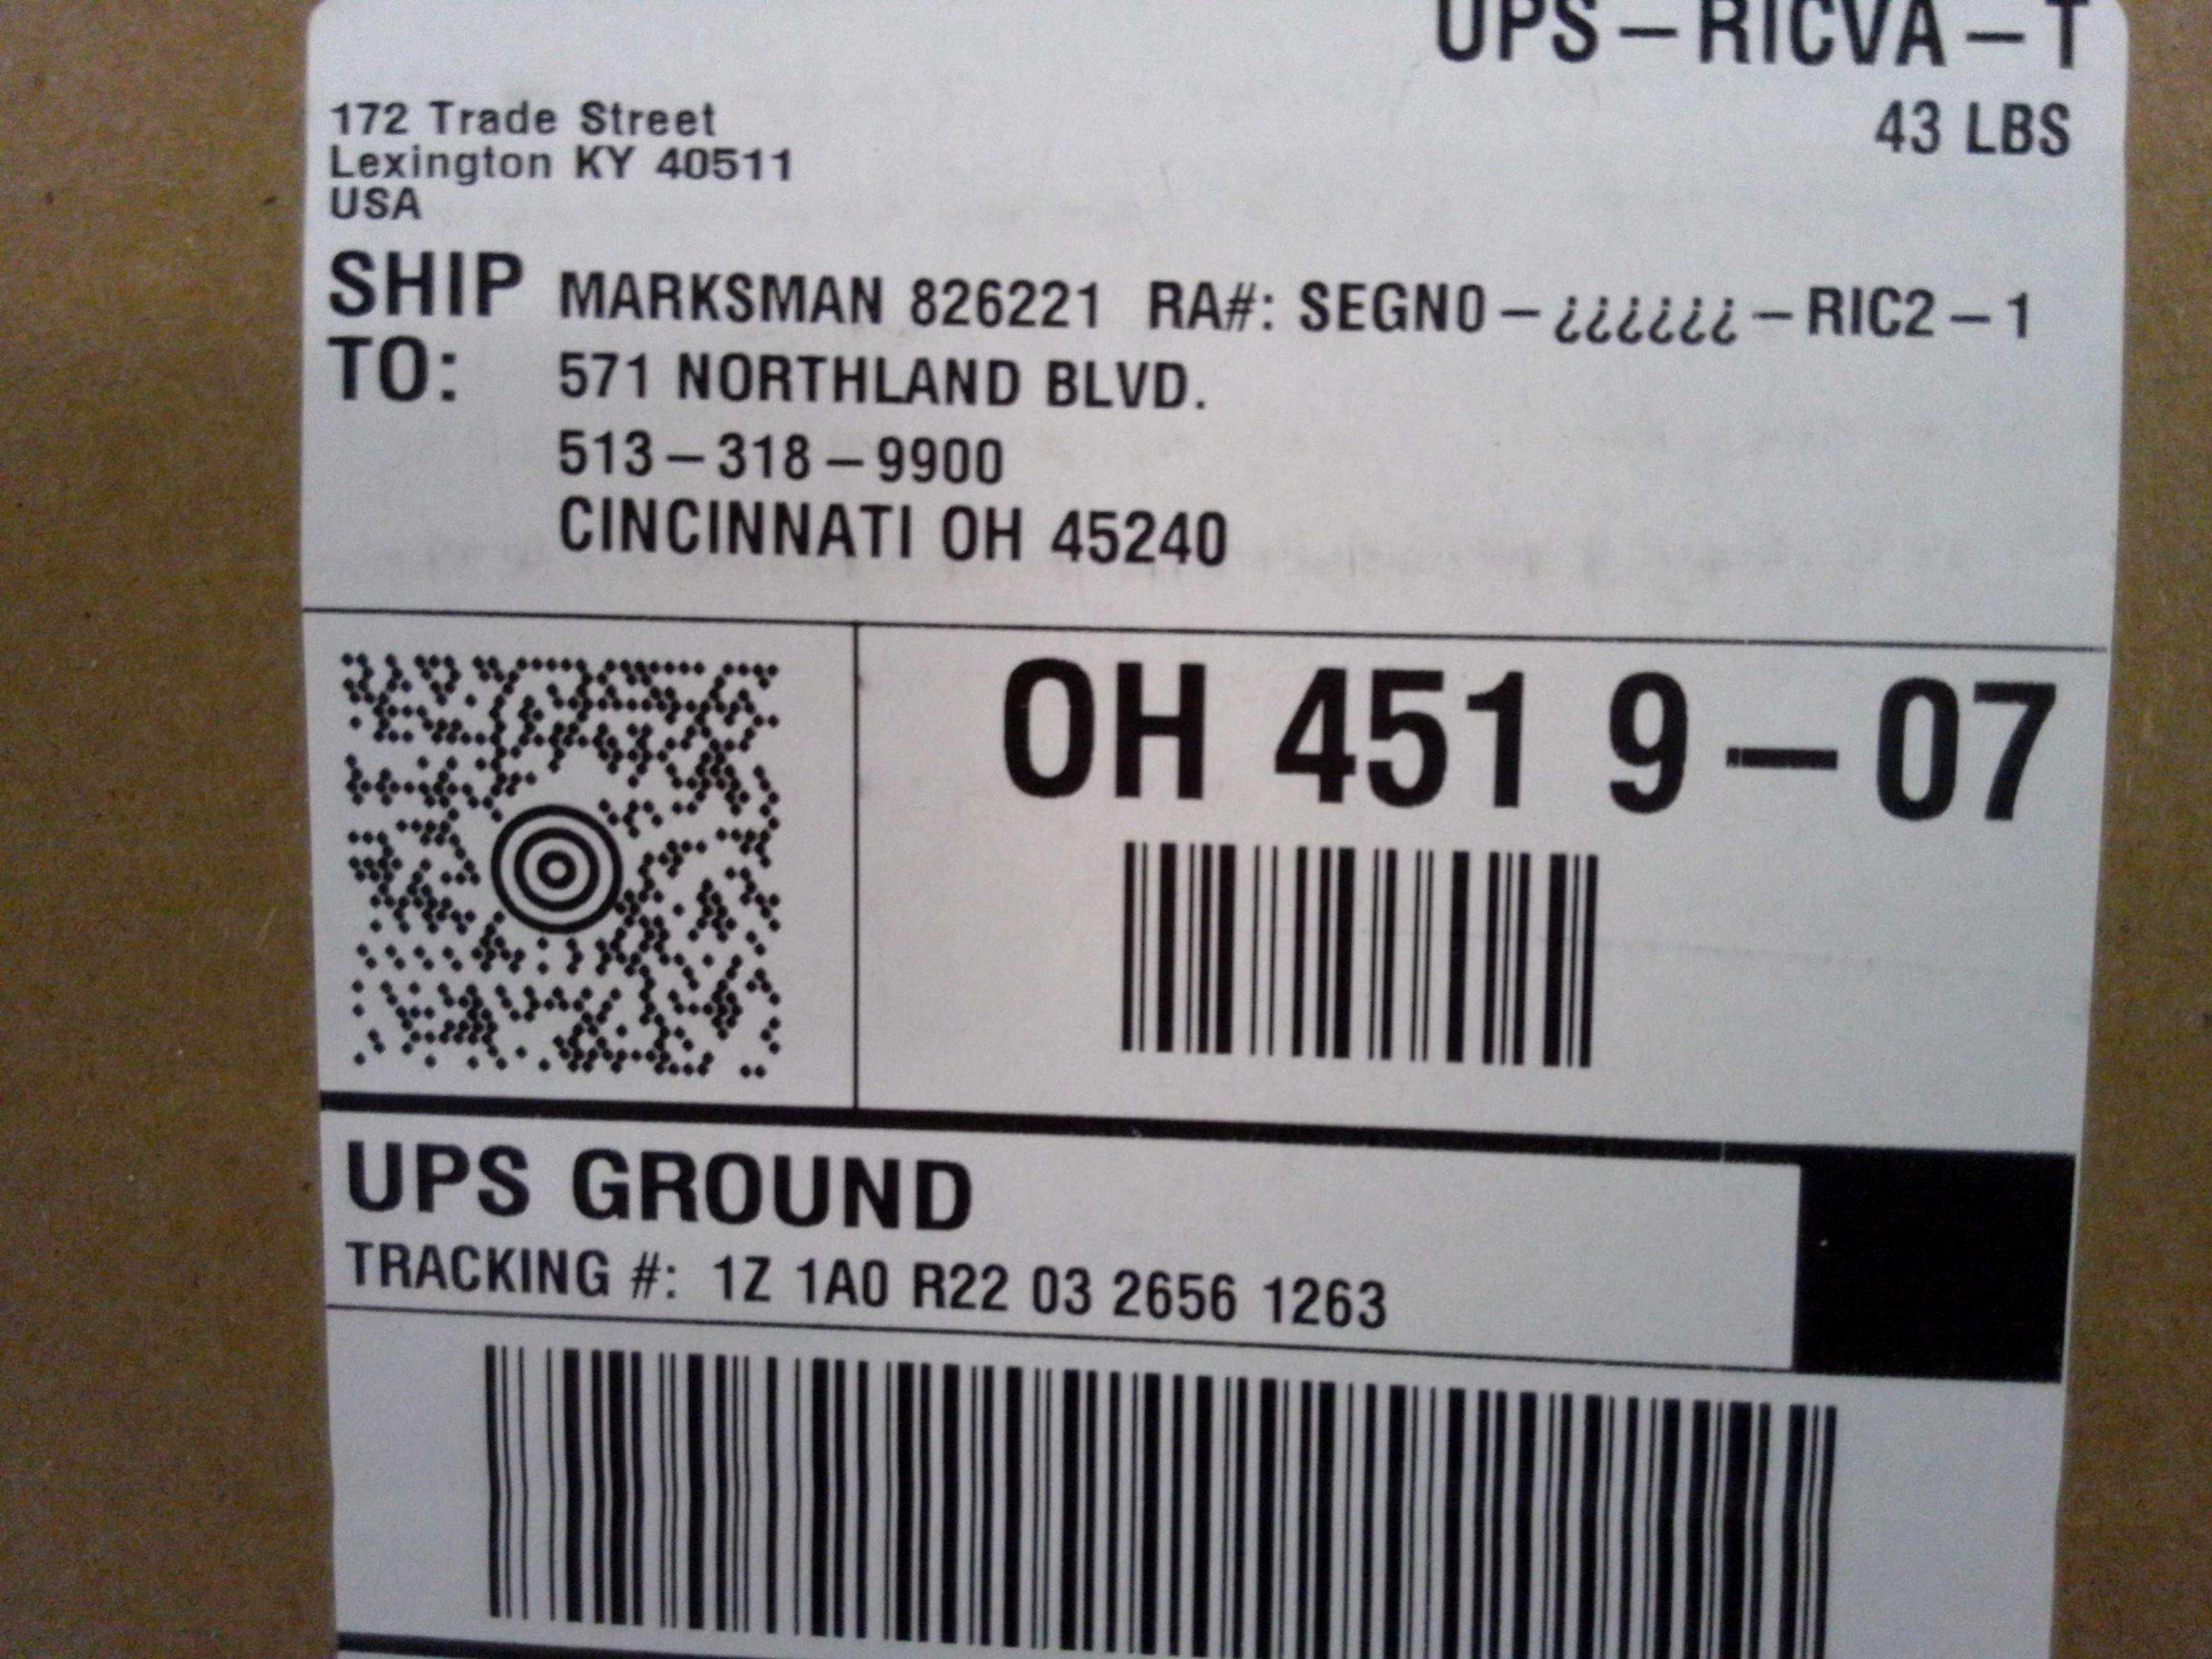 UPS-RICVA-T
172 Trade Street
43 LBS
Lexington KY 40511
USA
SHIP TO:
MARKSMAN 826221 RA#: SEGN0-¿¿¿¿¿¿-RIC2-1
571 NORTHLAND BLVD.
513-318-9900
CINCINNATI OH 45240
OH 451 9-07
UPS GROUND
TRACKING #: 1Z 1A0 R22 03 2656 1263